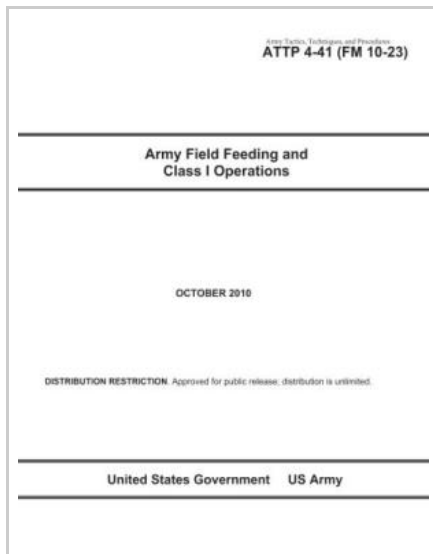 Army Tactics, Techniques, and Procedures
ATTP 4-41 (FM 10-23)
Army Field Feeding and
Class I Operations
OCTOBER 2010
DISTRIBUTION RESTRICTION. Approved for public release; distribution is unlimited.
United States Government US Army